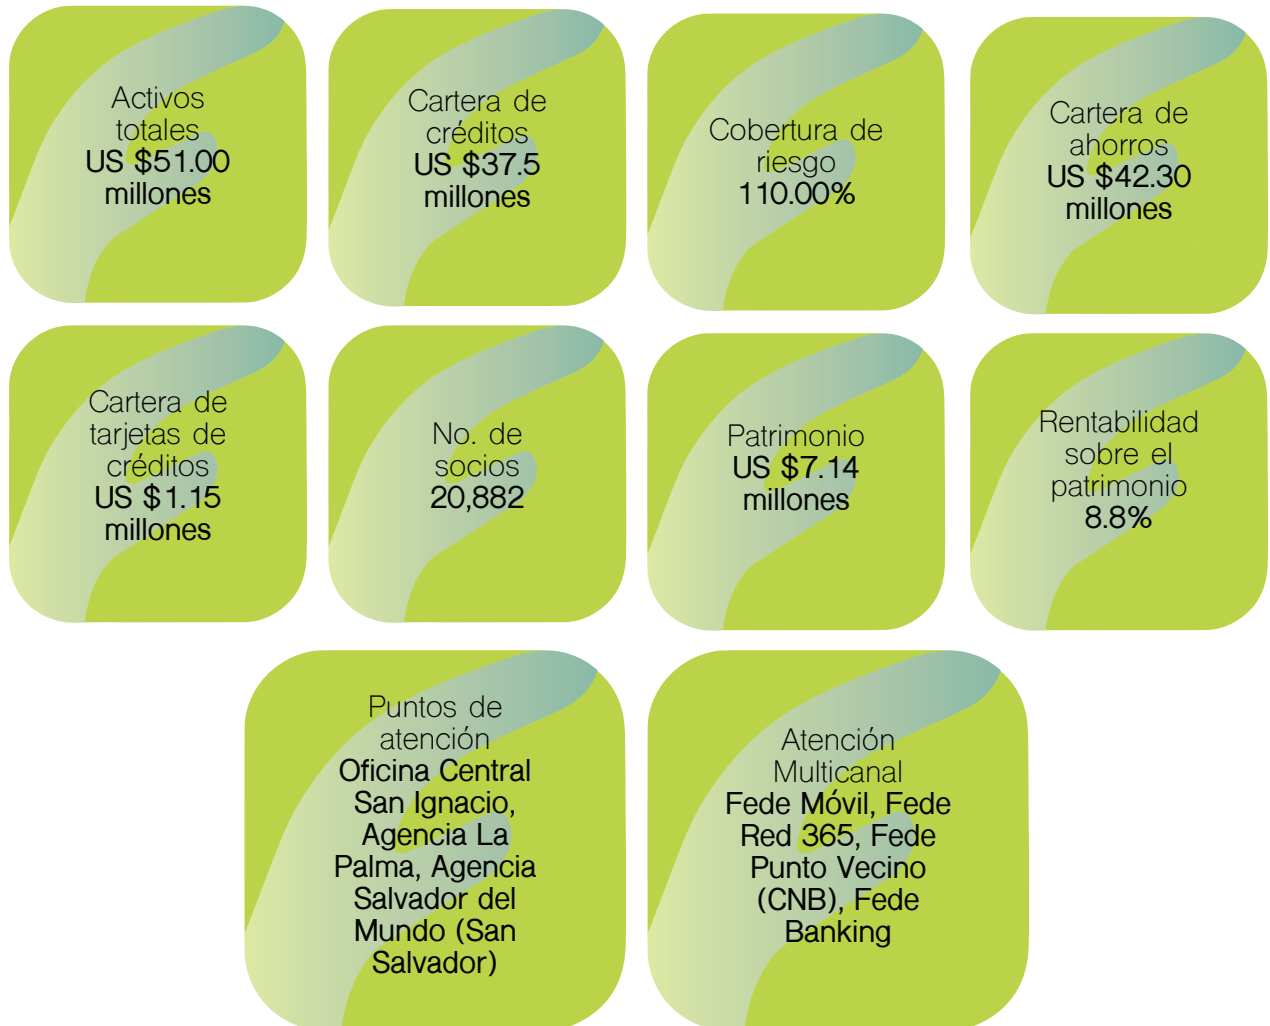 Activos
totales
US $51.00
millones
Cartera de
créditos
US $37.5
millones
Cobertura de
riesgo
110.00%
Cartera de
ahorros
US $42.30
millones
Cartera de
tarjetas de
créditos
US $1.15
millones
No. de
socios
20,882
Patrimonio
US $7.14
millones
Rentabilidad
sobre el
patrimonio
8.8%
Puntos de
atención
Oficina Central
San Ignacio,
Agencia La
Palma, Agencia
Salvador del
Mundo (San
Salvador)
Atención
Multicanal
Fede Móvil, Fede
Red 365, Fede
Punto Vecino
(CNB), Fede
Banking